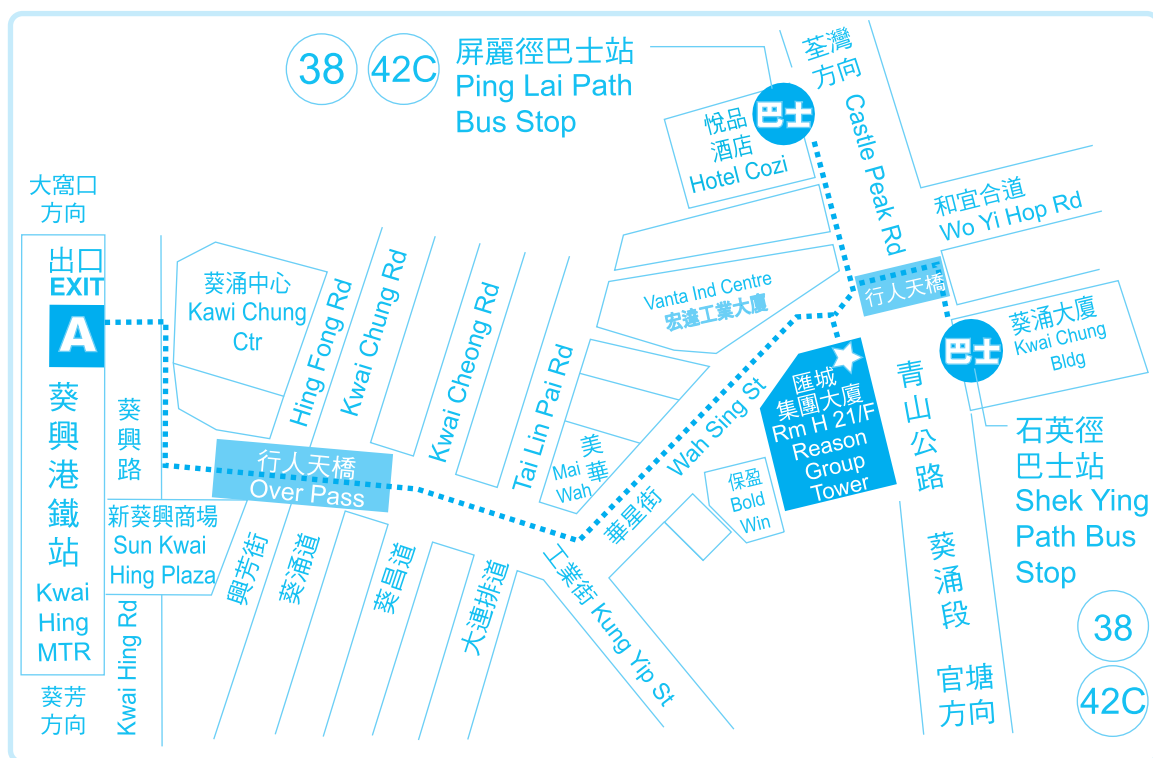 38
42C
屏麗徑巴士站
Ping Lai Path
Bus Stop
荃灣
方向
Castle Peak Rd
巴士
悅品
酒店
Hotel Cozi
和宜合道
Wo Yi Hop Rd
大窩口
方向
出口
EXIT
A
葵興港鐵站
Kwai
Hing
MTR
葵芳
方向
葵興路
Kwai Hing Rd
葵涌中心
Kawi Chung
Ctr
新葵興商場
Sun Kwai
Hing Plaza
行人天橋
Over Pass
Hing Fong Rd
興芳街
Kwai Chung Rd
葵涌道
Kwai Cheong Rd
葵昌道
Tai Lin Pai Rd
大連排道
工業街 Kung Yip St
美華
Mai
Wah
Vanta Ind Centre
宏達工業大廈
華星街 Wah Sing St
保盈
Bold
Win
匯城
集團大廈
Rm H 21/F
Reason
Group
Tower
行人天橋
巴士
葵涌大廈
Kwai Chung
Bldg
青山公路
葵涌段
官塘
方向
石英徑
巴士站
Shek Ying
Path Bus
Stop
38
42C